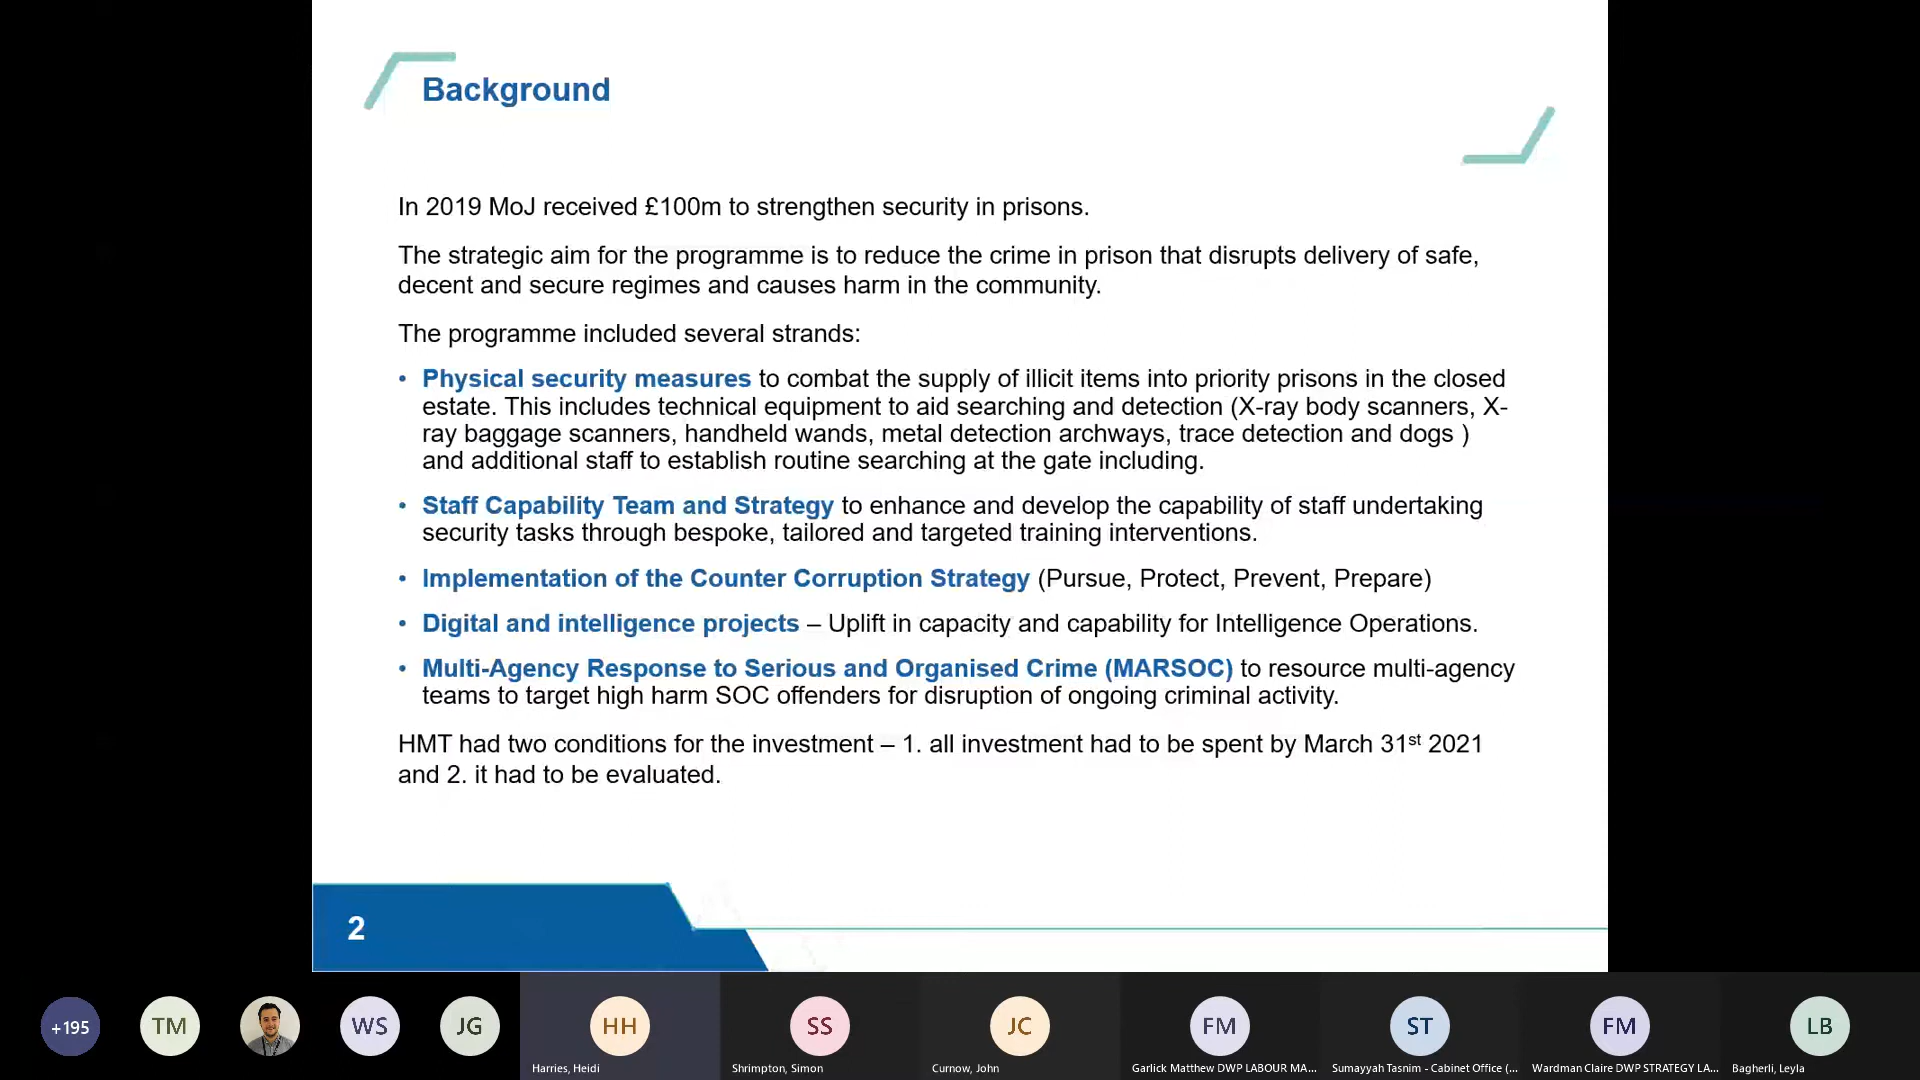 Background
In 2019 MoJ received £100m to strengthen security in prisons.
The strategic aim for the programme is to reduce the crime in prison that disrupts delivery of safe,
decent and secure regimes and causes harm in the community.
The programme included several strands:
• Physical security measures to combat the supply of illicit items into priority prisons in the closed
estate. This includes technical equipment to aid searching and detection (X-ray body scanners, X-
ray baggage scanners, handheld wands, metal detection archways, trace detection and dogs )
and additional staff to establish routine searching at the gate including.
• Staff Capability Team and Strategy to enhance and develop the capability of staff undertaking
security tasks through bespoke, tailored and targeted training interventions.
• Implementation of the Counter Corruption Strategy (Pursue, Protect, Prevent, Prepare)
• Digital and intelligence projects – Uplift in capacity and capability for Intelligence Operations.
• Multi-Agency Response to Serious and Organised Crime (MARSOC) to resource multi-agency
teams to target high harm SOC offenders for disruption of ongoing criminal activity.
HMT had two conditions for the investment – 1. all investment had to be spent by March 31st 2021
and 2. it had to be evaluated.
2
+195 TM WS JG HH SS JC FM ST FM LB
Harries, Heidi Shrimpton, Simon Curnow, John Garlick Matthew DWP LABOUR MA... Sumayyah Tasnim - Cabinet Office (... Wardman Claire DWP STRATEGY LA... Bagherli, Leyla